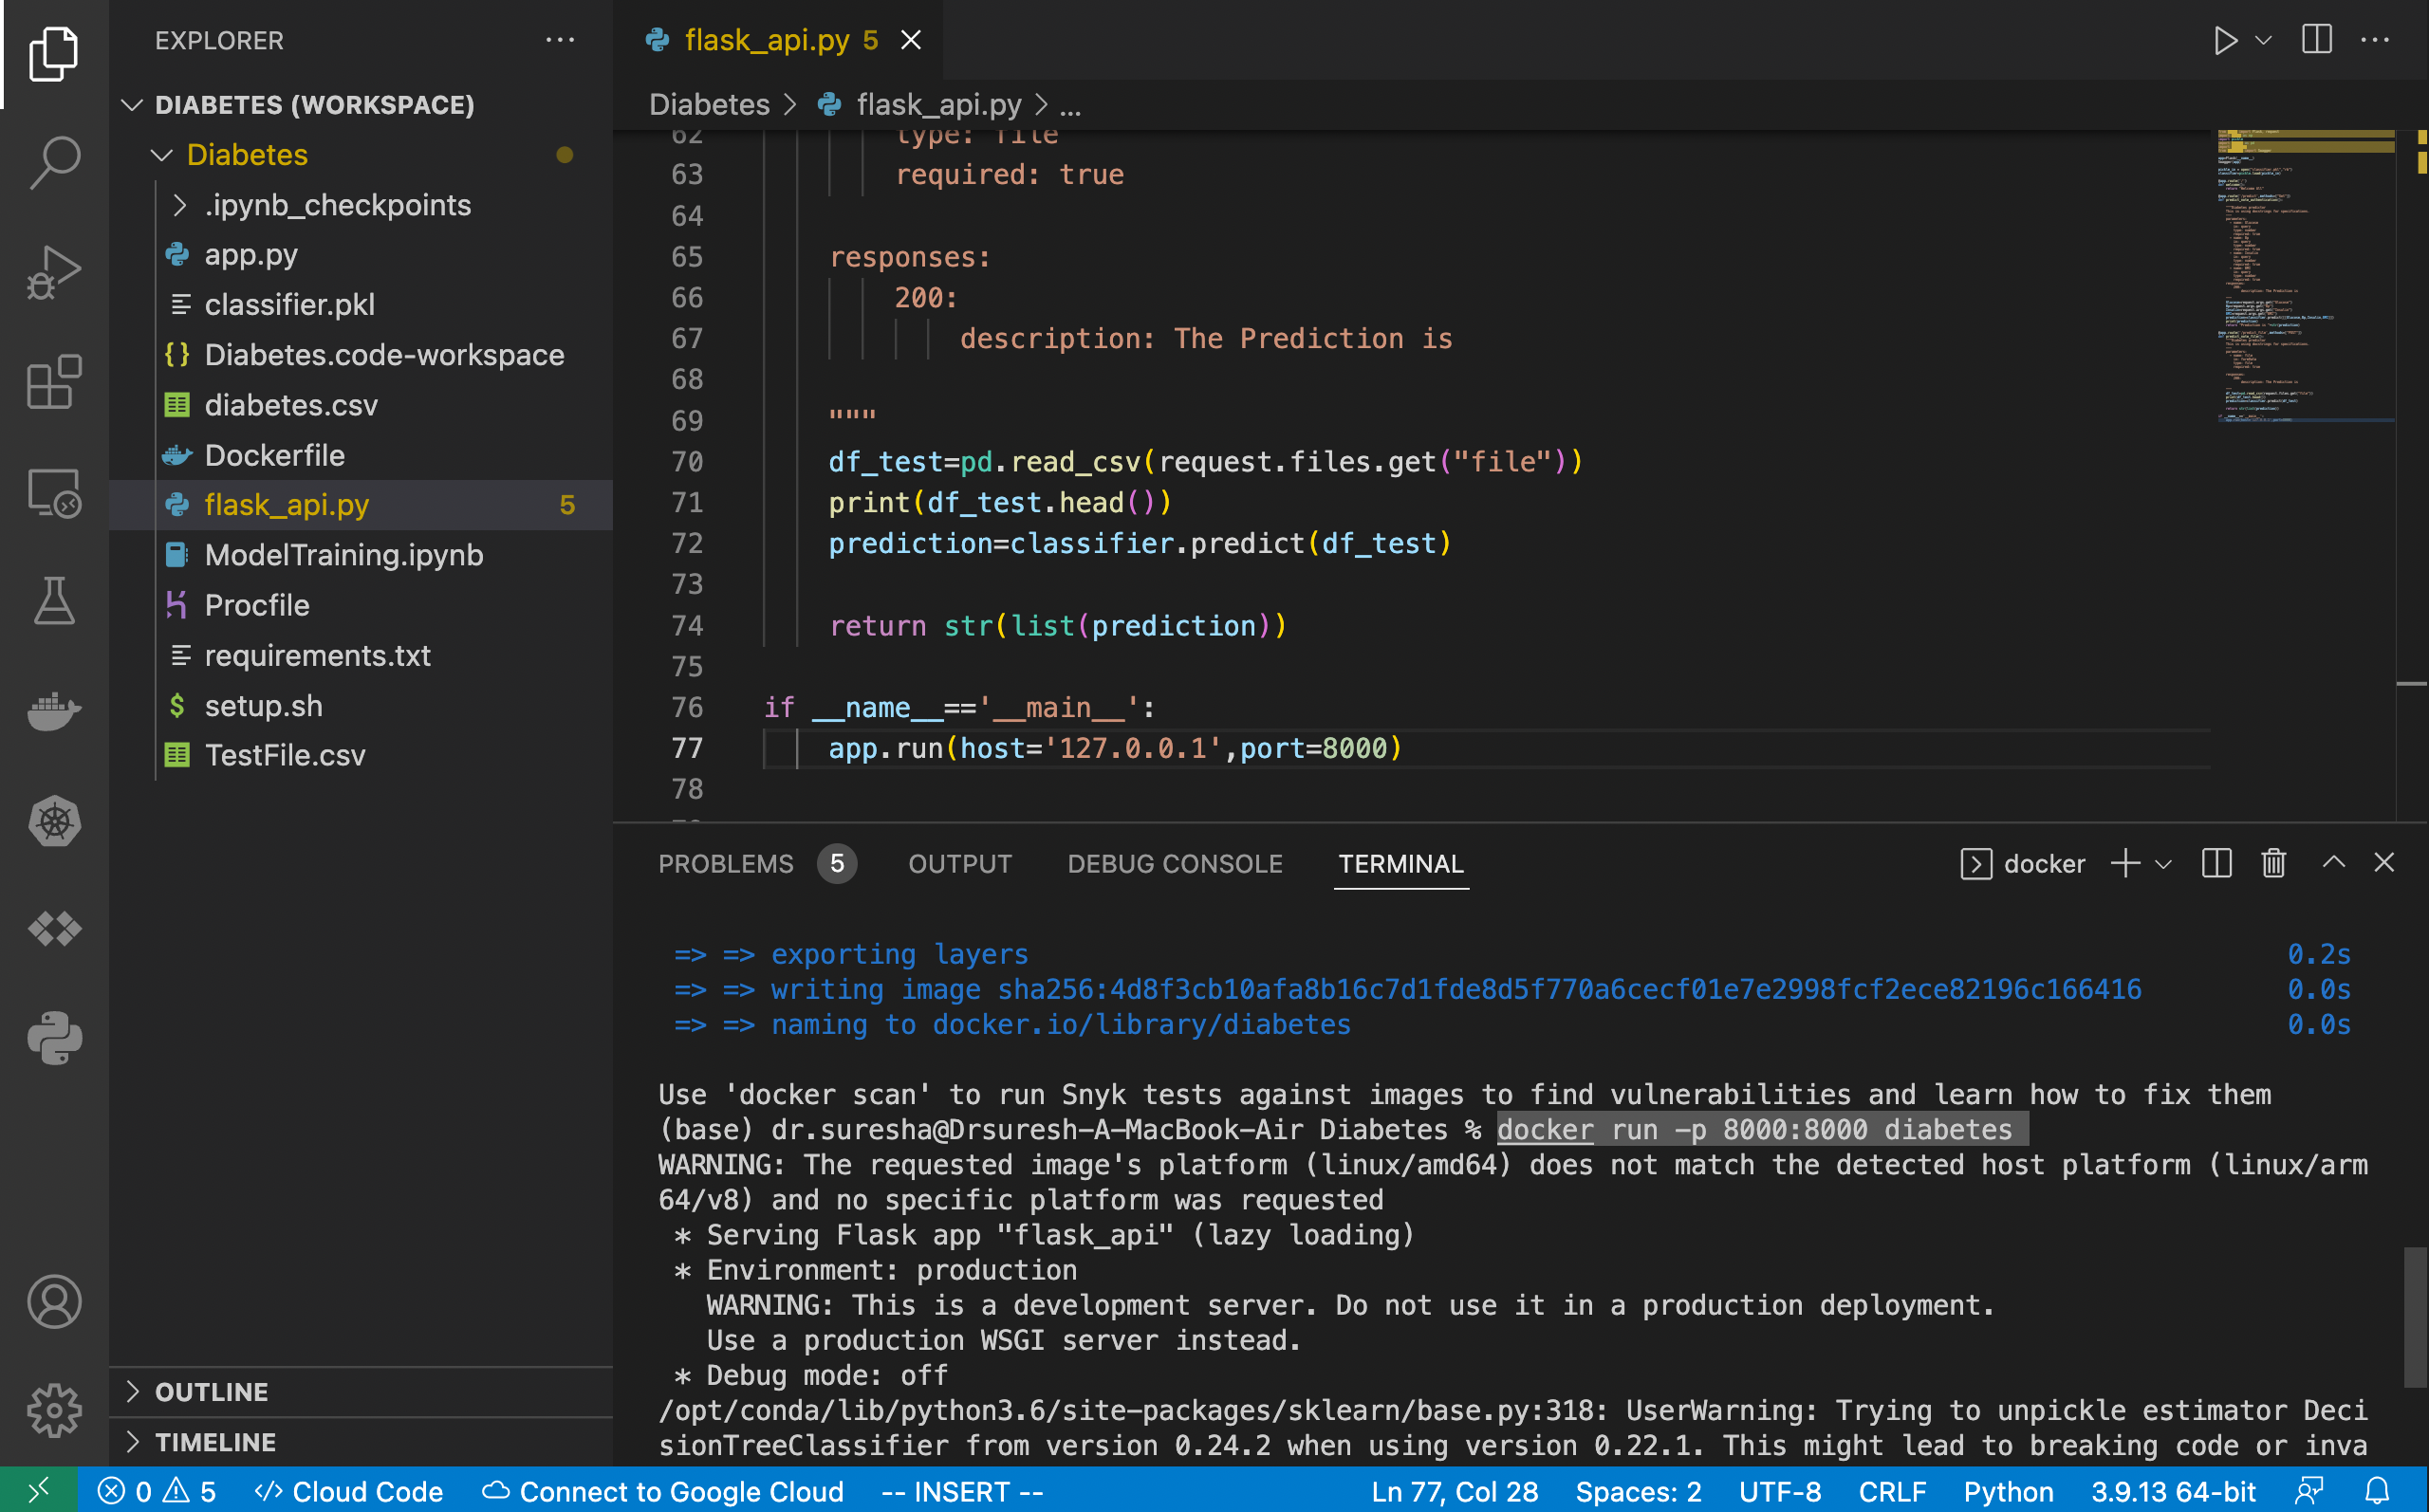 EXPLORER
DIABETES (WORKSPACE)
Diabetes
.ipynb_checkpoints
app.py
classifier.pkl
Diabetes.code-workspace
diabetes.csv
Dockerfile
flask_api.py 5
ModelTraining.ipynb
Procfile
requirements.txt
setup.sh
TestFile.csv
OUTLINE
TIMELINE
flask_api.py 5
Diabetes > flask_api.py > ...
62 type: file
63 required: true
64
65 responses:
66 200:
67 description: The Prediction is
68
69 """
70 df_test=pd.read_csv(request.files.get("file"))
71 print(df_test.head())
72 prediction=classifier.predict(df_test)
73
74 return str(list(prediction))
75
76 if __name__=='__main__':
77 app.run(host='127.0.0.1',port=8000)
78
PROBLEMS 5 OUTPUT DEBUG CONSOLE TERMINAL docker
=> => exporting layers 0.2s
=> => writing image sha256:4d8f3cb10afa8b16c7d1fde8d5f770a6cecf01e7e2998fcf2ece82196c166416 0.0s
=> => naming to docker.io/library/diabetes 0.0s
Use 'docker scan' to run Snyk tests against images to find vulnerabilities and learn how to fix them
(base) dr.suresha@Drsuresh-A-MacBook-Air Diabetes % docker run -p 8000:8000 diabetes
WARNING: The requested image's platform (linux/amd64) does not match the detected host platform (linux/arm
64/v8) and no specific platform was requested
* Serving Flask app "flask_api" (lazy loading)
* Environment: production
WARNING: This is a development server. Do not use it in a production deployment.
Use a production WSGI server instead.
* Debug mode: off
/opt/conda/lib/python3.6/site-packages/sklearn/base.py:318: UserWarning: Trying to unpickle estimator Deci
sionTreeClassifier from version 0.24.2 when using version 0.22.1. This might lead to breaking code or inva
0 5 Cloud Code Connect to Google Cloud -- INSERT -- Ln 77, Col 28 Spaces: 2 UTF-8 CRLF Python 3.9.13 64-bit